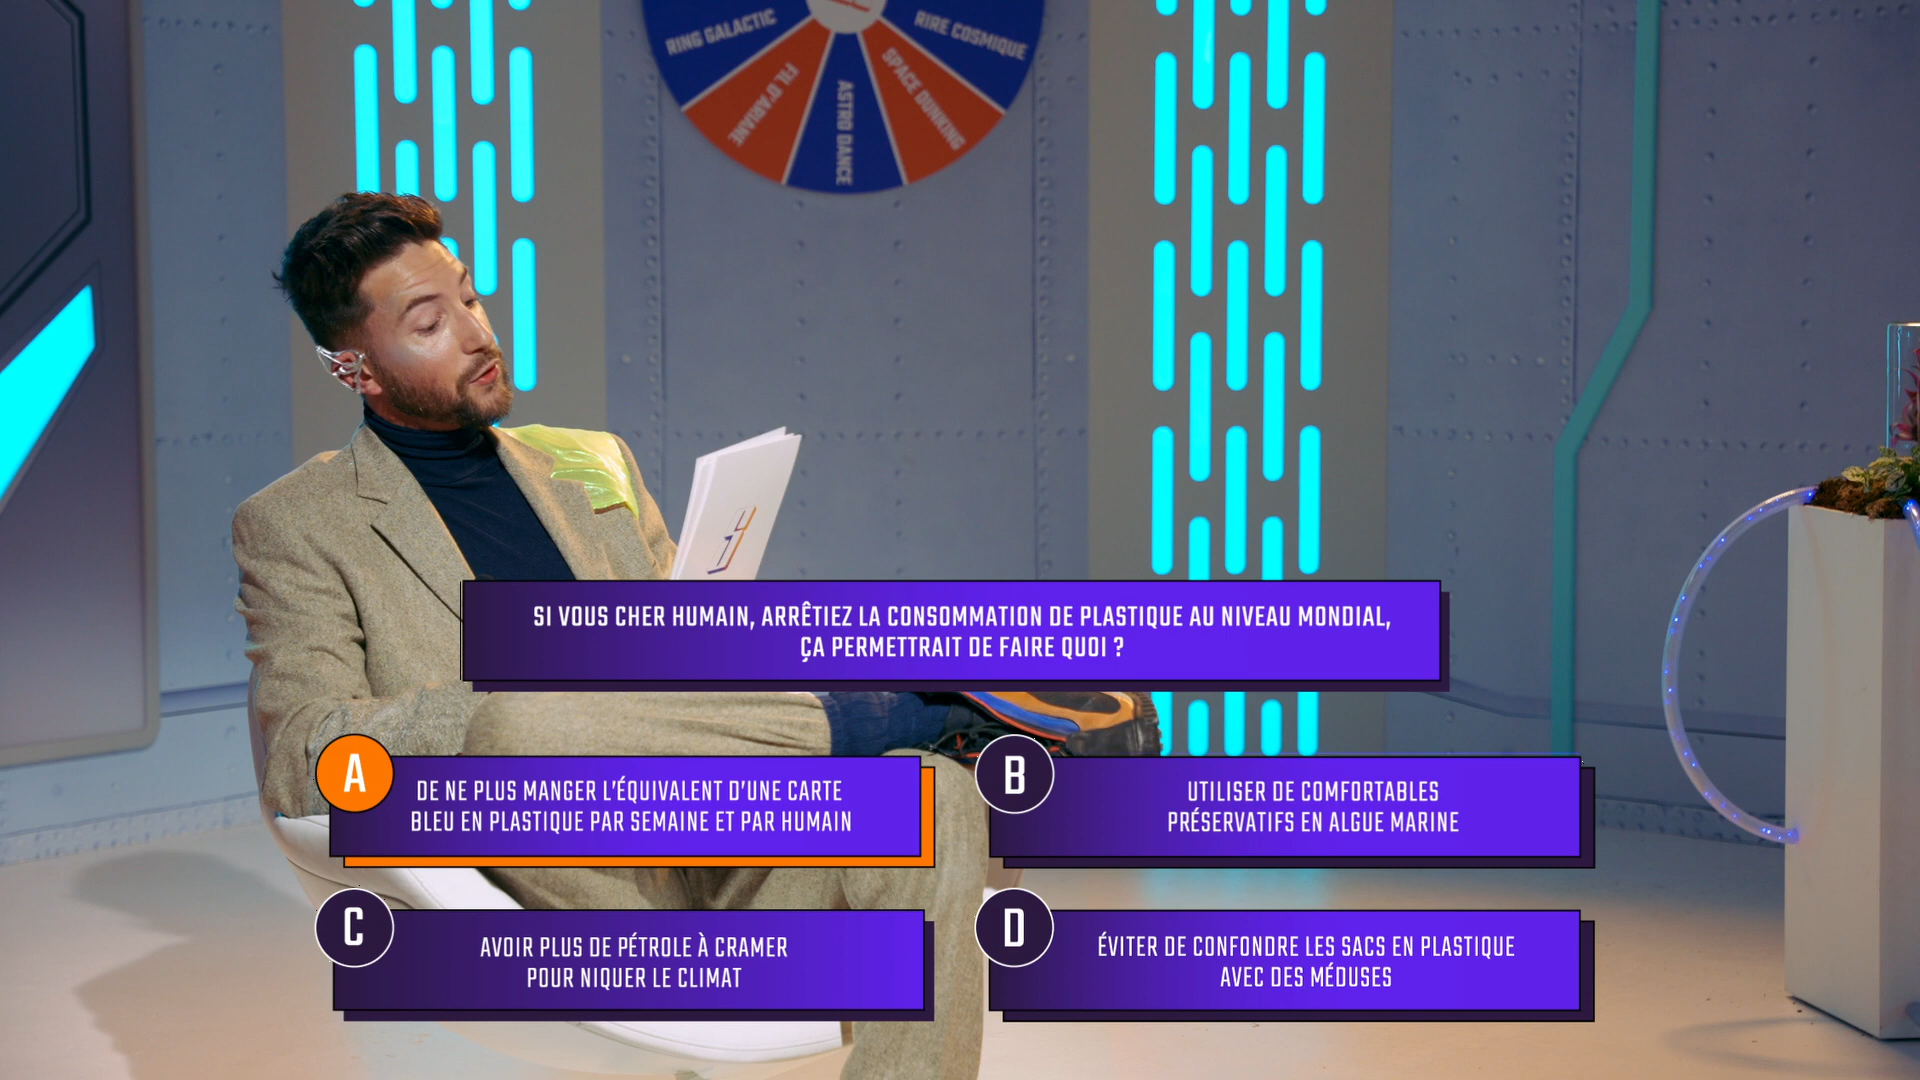 RING GALACTIC
FIL D'ARIANE
ASTRO DANCE
SPACE DUNKING
RIRE COSMIQUE
SI VOUS CHER HUMAIN, ARRÊTIEZ LA CONSOMMATION DE PLASTIQUE AU NIVEAU MONDIAL,
ÇA PERMETTRAIT DE FAIRE QUOI ?
A
DE NE PLUS MANGER L'ÉQUIVALENT D'UNE CARTE
BLEU EN PLASTIQUE PAR SEMAINE ET PAR HUMAIN
B
UTILISER DE COMFORTABLES
PRÉSERVATIFS EN ALGUE MARINE
C
AVOIR PLUS DE PÉTROLE À CRAMER
POUR NIQUER LE CLIMAT
D
ÉVITER DE CONFONDRE LES SACS EN PLASTIQUE
AVEC DES MÉDUSES